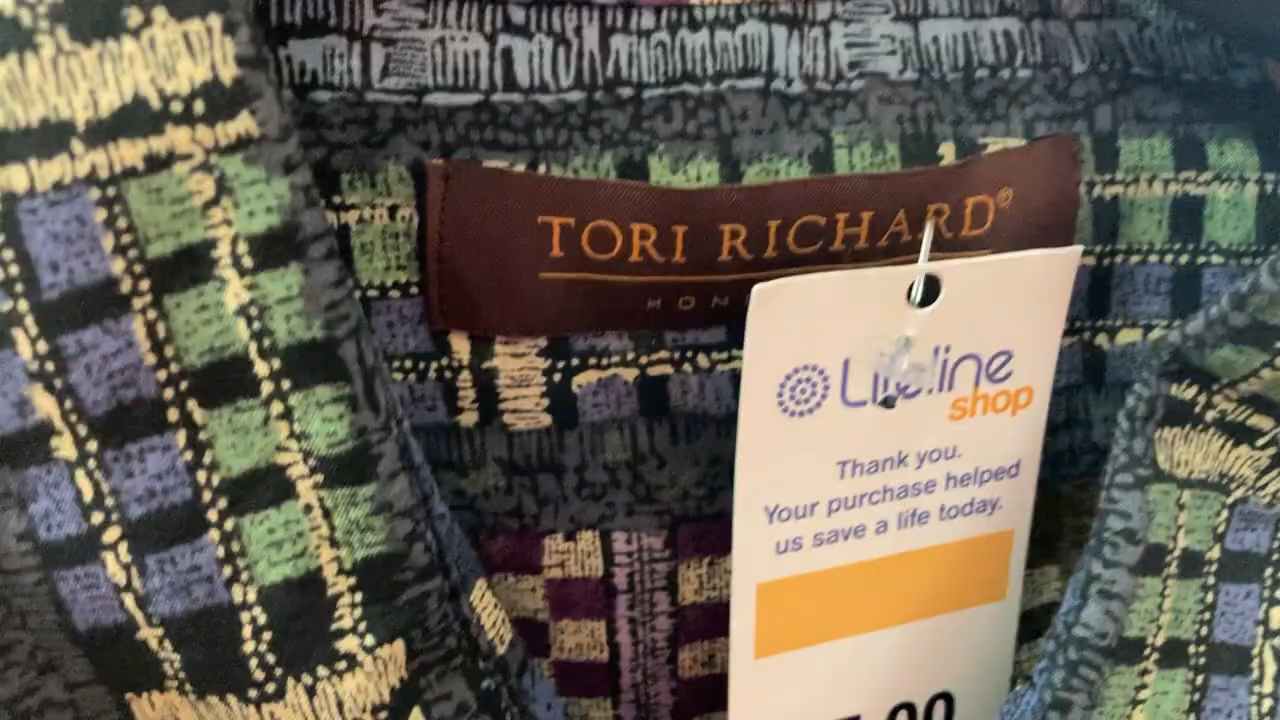 TORI RICHARD®
Lifeline
shop
Thank you.
Your purchase helped
us save a life today.